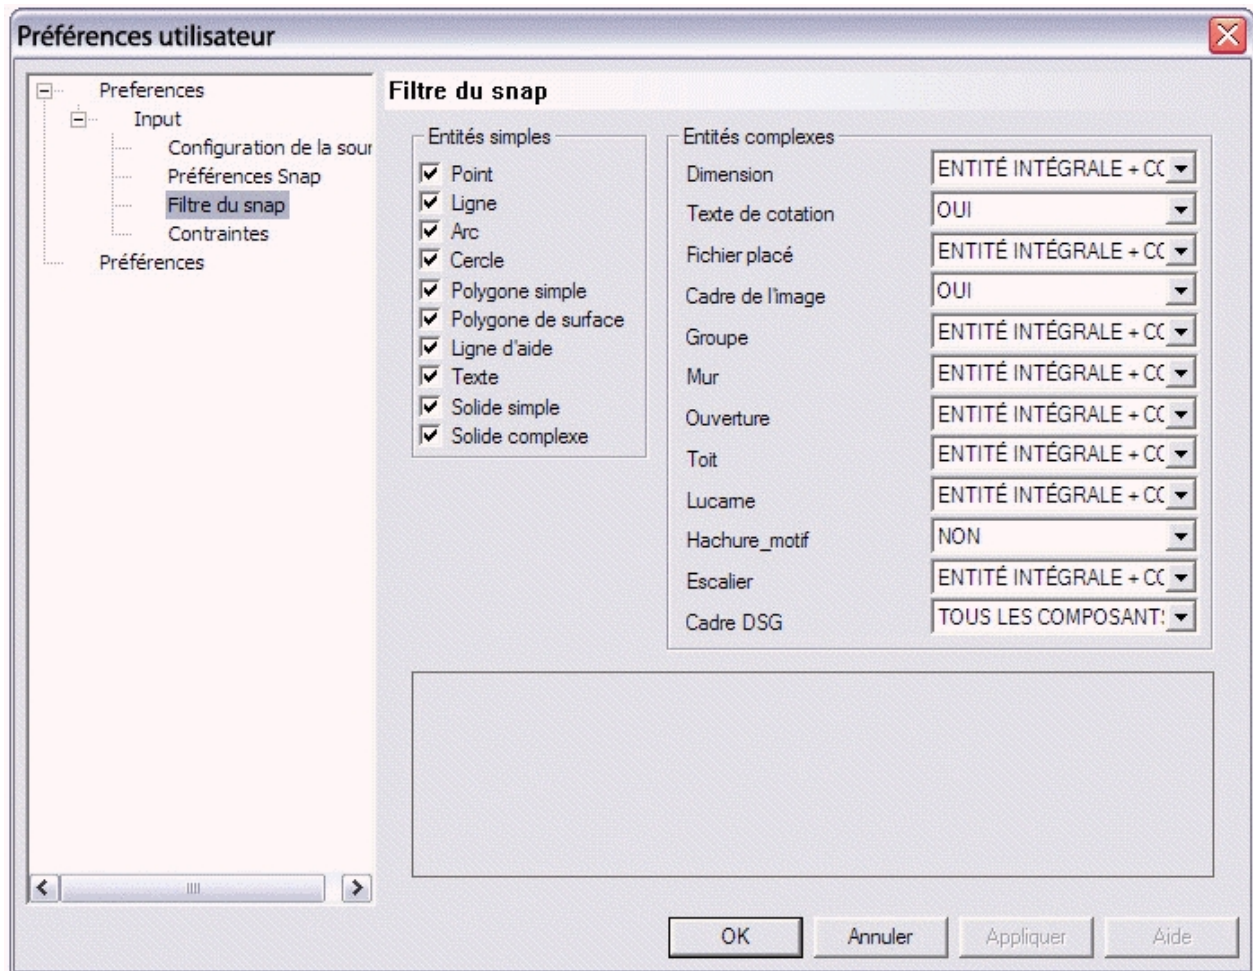 Préférences utilisateur
Preferences
Input
Configuration de la sour
Préférences Snap
Filtre du snap
Contraintes
Préférences
Filtre du snap
Entités simples
Point
Ligne
Arc
Cercle
Polygone simple
Polygone de surface
Ligne d'aide
Texte
Solide simple
Solide complexe
Entités complexes
Dimension ENTITÉ INTÉGRALE + CC
Texte de cotation OUI
Fichier placé ENTITÉ INTÉGRALE + CC
Cadre de l'image OUI
Groupe ENTITÉ INTÉGRALE + CC
Mur ENTITÉ INTÉGRALE + CC
Ouverture ENTITÉ INTÉGRALE + CC
Toit ENTITÉ INTÉGRALE + CC
Lucarne ENTITÉ INTÉGRALE + CC
Hachure_motif NON
Escalier ENTITÉ INTÉGRALE + CC
Cadre DSG TOUS LES COMPOSANTS
OK Annuler Appliquer Aide